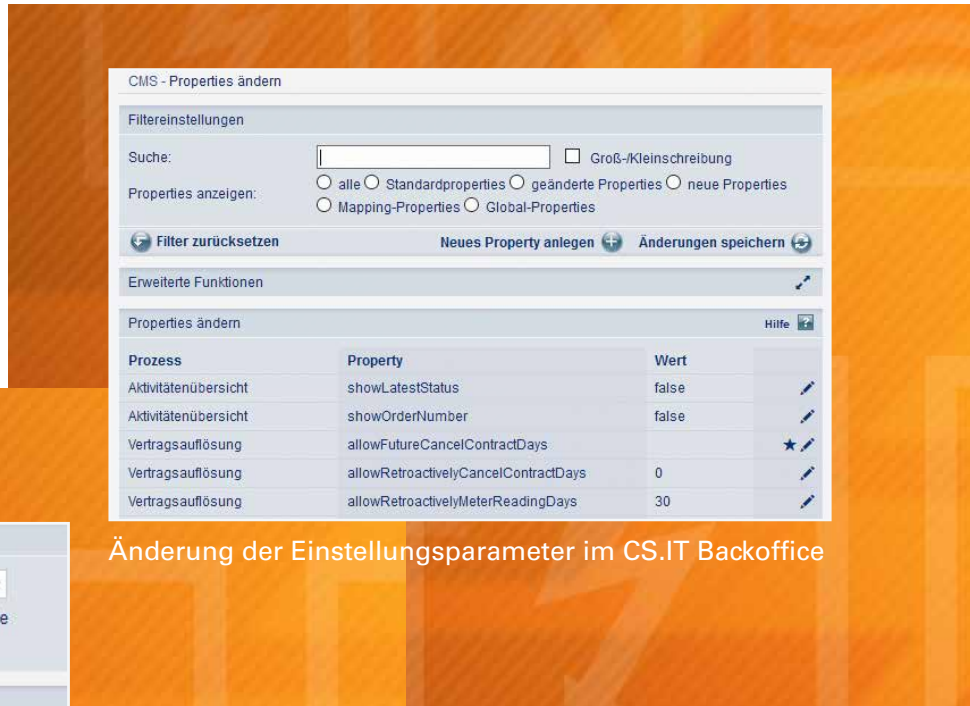 CMS - Properties ändern
Filtereinstellungen
Suche:
Groß-/Kleinschreibung
Properties anzeigen:
alle Standardproperties geänderte Properties neue Properties
Mapping-Properties Global-Properties
Filter zurücksetzen Neues Property anlegen Änderungen speichern
Erweiterte Funktionen
Properties ändern Hilfe ?
Prozess Property Wert
Aktivitätenübersicht showLatestStatus false
Aktivitätenübersicht showOrderNumber false
Vertragsauflösung allowFutureCancelContractDays
Vertragsauflösung allowRetroactivelyCancelContractDays 0
Vertragsauflösung allowRetroactivelyMeterReadingDays 30
Änderung der Einstellungsparameter im CS.IT Backoffice
e